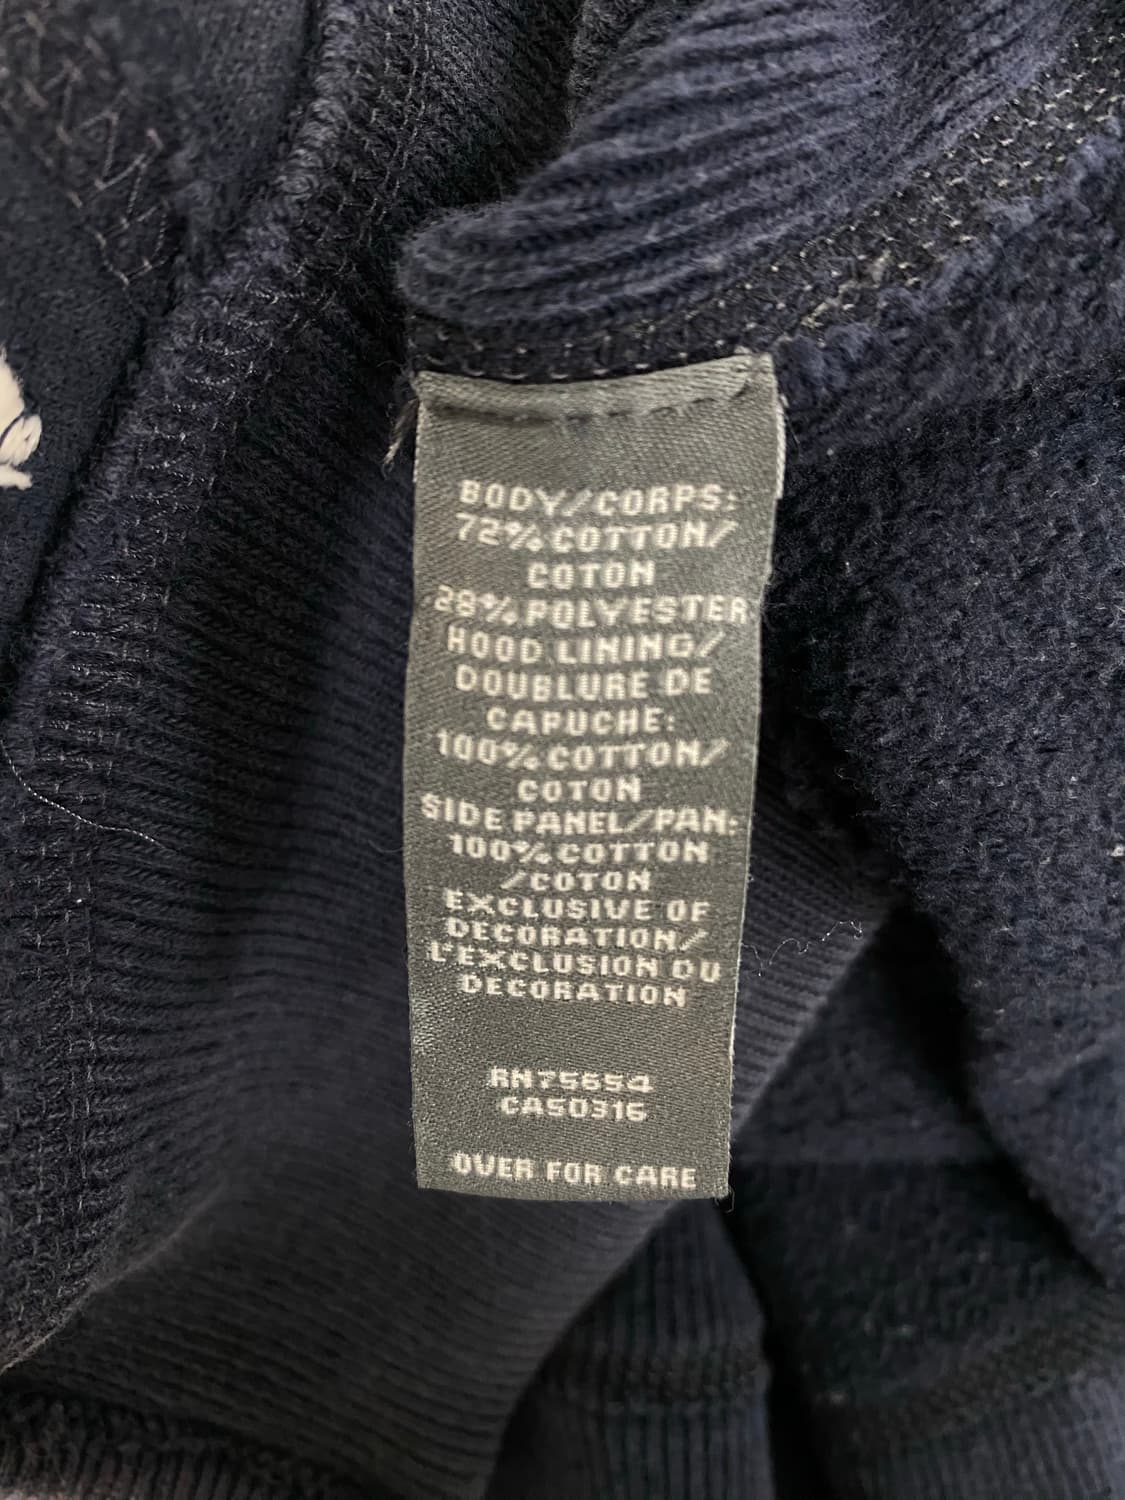 BODY/CORPS:
72% COTTON/
COTON
28% POLYESTER
HOOD LINING/
DOUBLURE DE
CAPUCHE:
100% COTTON/
COTON
SIDE PANEL/PAN:
100% COTTON
/COTON
EXCLUSIVE OF
DECORATION/
L'EXCLUSION DU
DECORATION
RN75654
CA50316
OVER FOR CARE